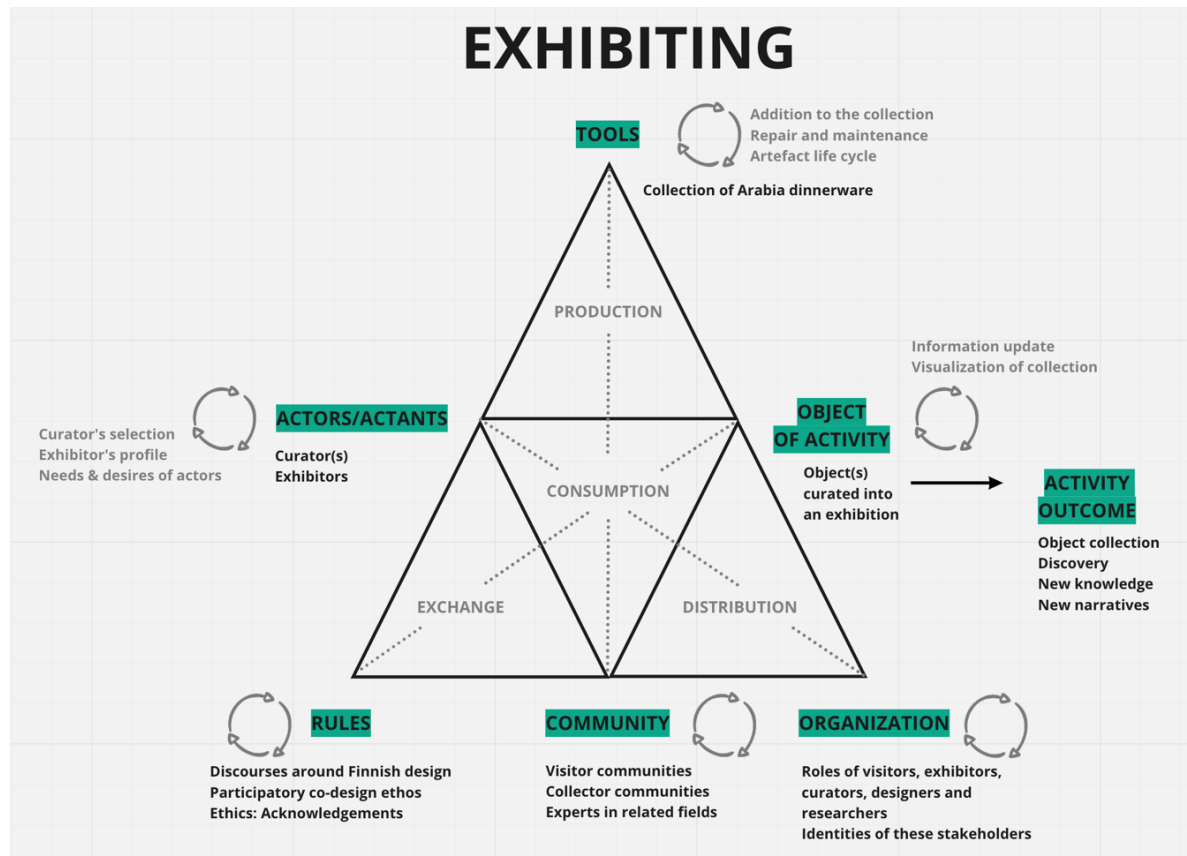 EXHIBITING
TOOLS
Addition to the collection
Repair and maintenance
Artefact life cycle
Collection of Arabia dinnerware
PRODUCTION
Information update
Visualization of collection
ACTORS/ACTANTS
Curator's selection
Exhibitor's profile
Needs & desires of actors
Curator(s)
Exhibitors
OBJECT
OF ACTIVITY
Object(s)
curated into
an exhibition
CONSUMPTION
ACTIVITY
OUTCOME
Object collection
Discovery
New knowledge
New narratives
EXCHANGE
DISTRIBUTION
RULES
Discourses around Finnish design
Participatory co-design ethos
Ethics: Acknowledgements
COMMUNITY
Visitor communities
Collector communities
Experts in related fields
ORGANIZATION
Roles of visitors, exhibitors,
curators, designers and
researchers
Identities of these stakeholders